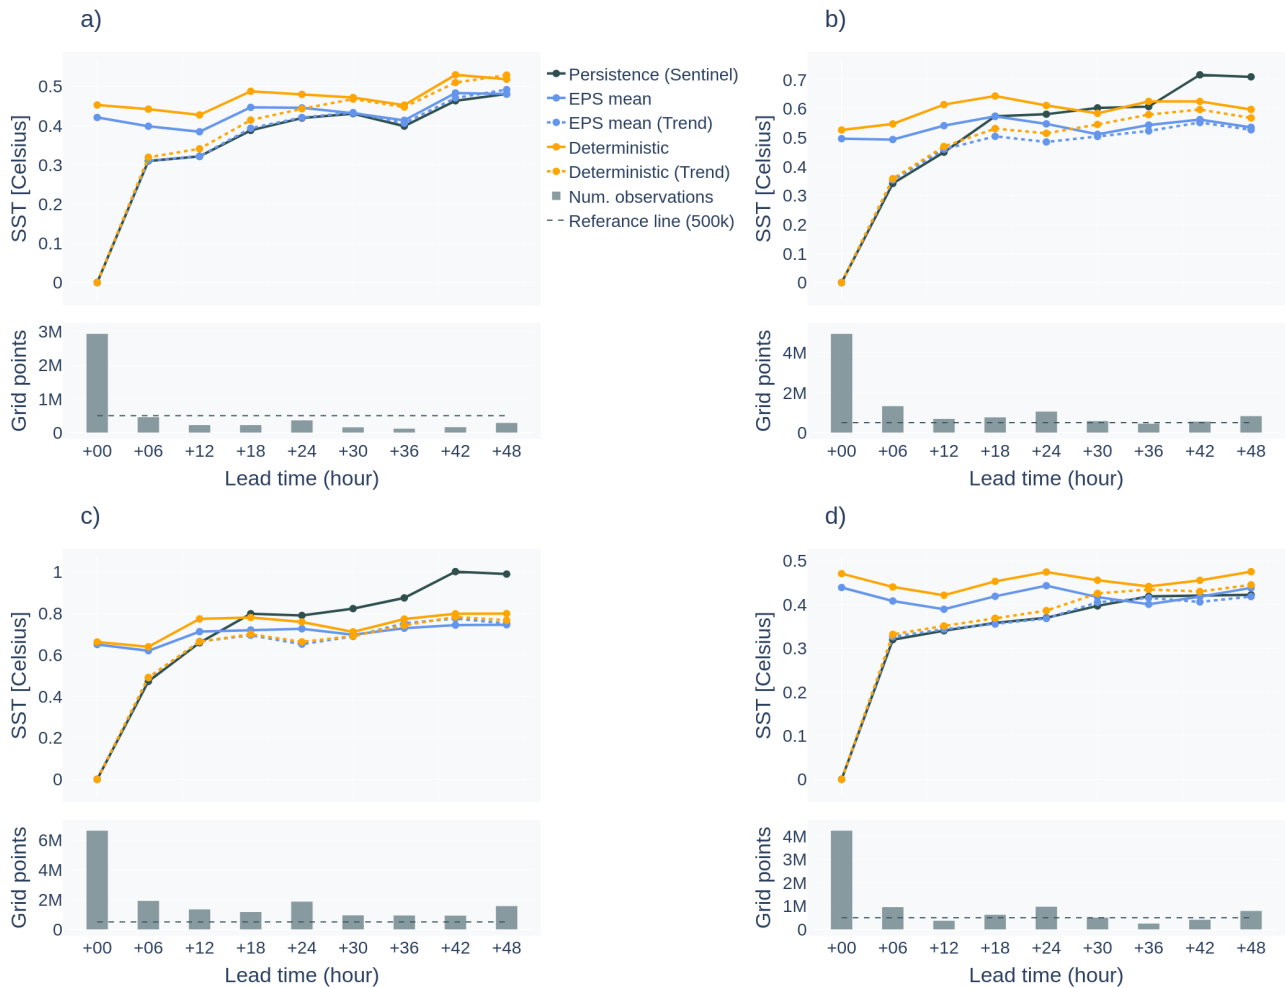 a)
SST [Celsius]
0.5
0.4
0.3
0.2
0.1
0
Persistence (Sentinel)
EPS mean
EPS mean (Trend)
Deterministic
Deterministic (Trend)
Num. observations
Referance line (500k)
Grid points
3M
2M
1M
0
+00 +06 +12 +18 +24 +30 +36 +42 +48
Lead time (hour)
b)
SST [Celsius]
0.7
0.6
0.5
0.4
0.3
0.2
0.1
0
Grid points
4M
2M
0
+00 +06 +12 +18 +24 +30 +36 +42 +48
Lead time (hour)
c)
SST [Celsius]
1
0.8
0.6
0.4
0.2
0
Grid points
6M
4M
2M
0
+00 +06 +12 +18 +24 +30 +36 +42 +48
Lead time (hour)
d)
SST [Celsius]
0.5
0.4
0.3
0.2
0.1
0
Grid points
4M
3M
2M
1M
0
+00 +06 +12 +18 +24 +30 +36 +42 +48
Lead time (hour)